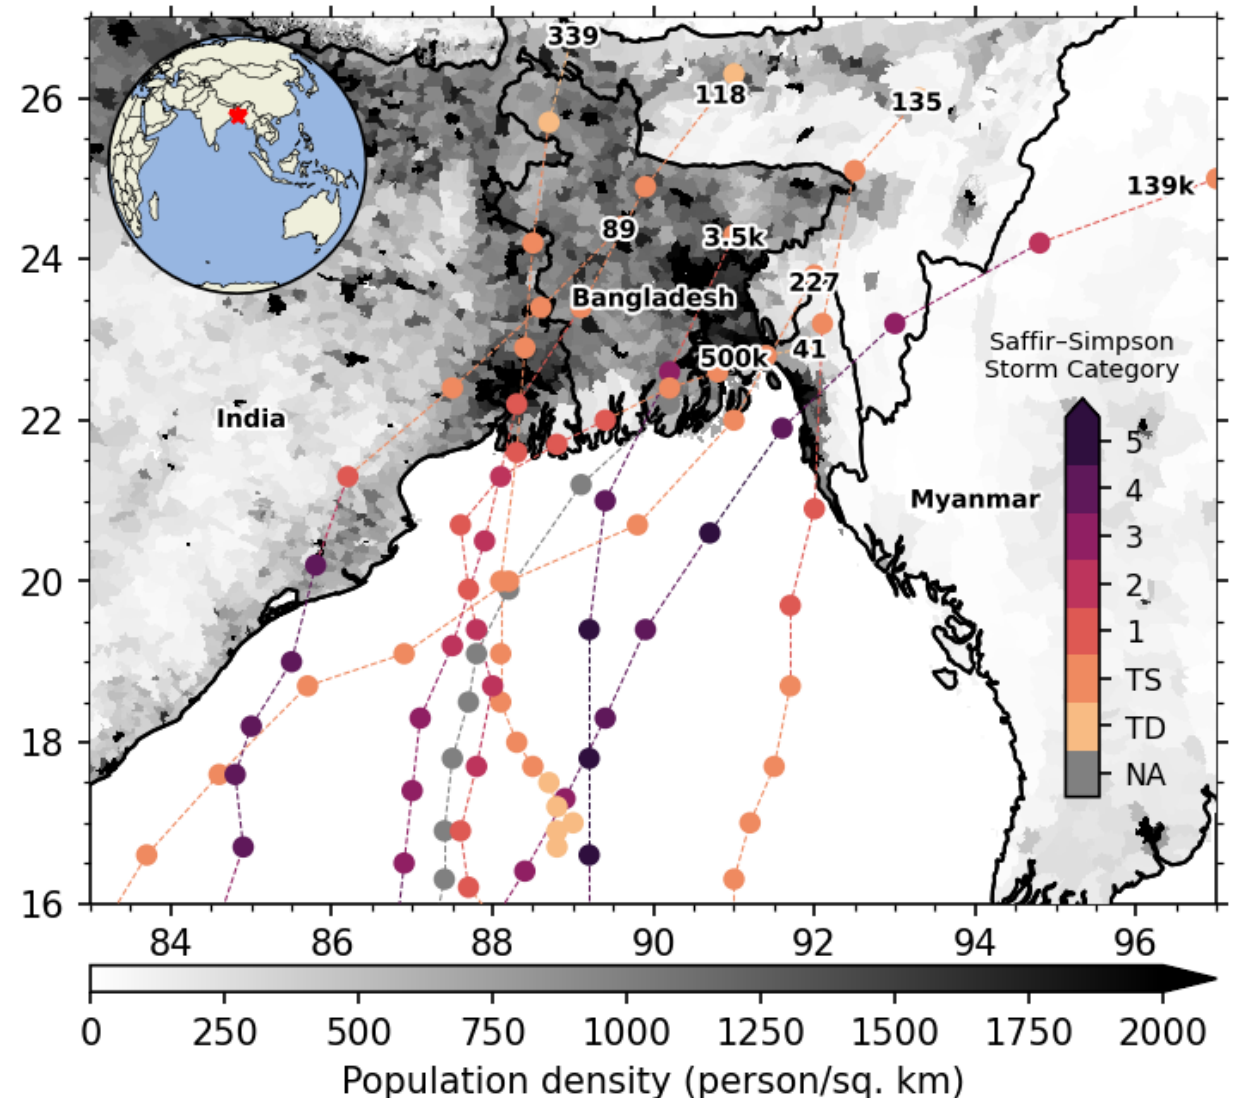 339
26
118
135
139k
89
24
3.5k
227
Bangladesh
Saffir–Simpson
Storm Category
500k
41
22
India
5
4
Myanmar
3
20
2
1
TS
18
TD
NA
16
84 86 88 90 92 94 96
0 250 500 750 1000 1250 1500 1750 2000
Population density (person/sq. km)